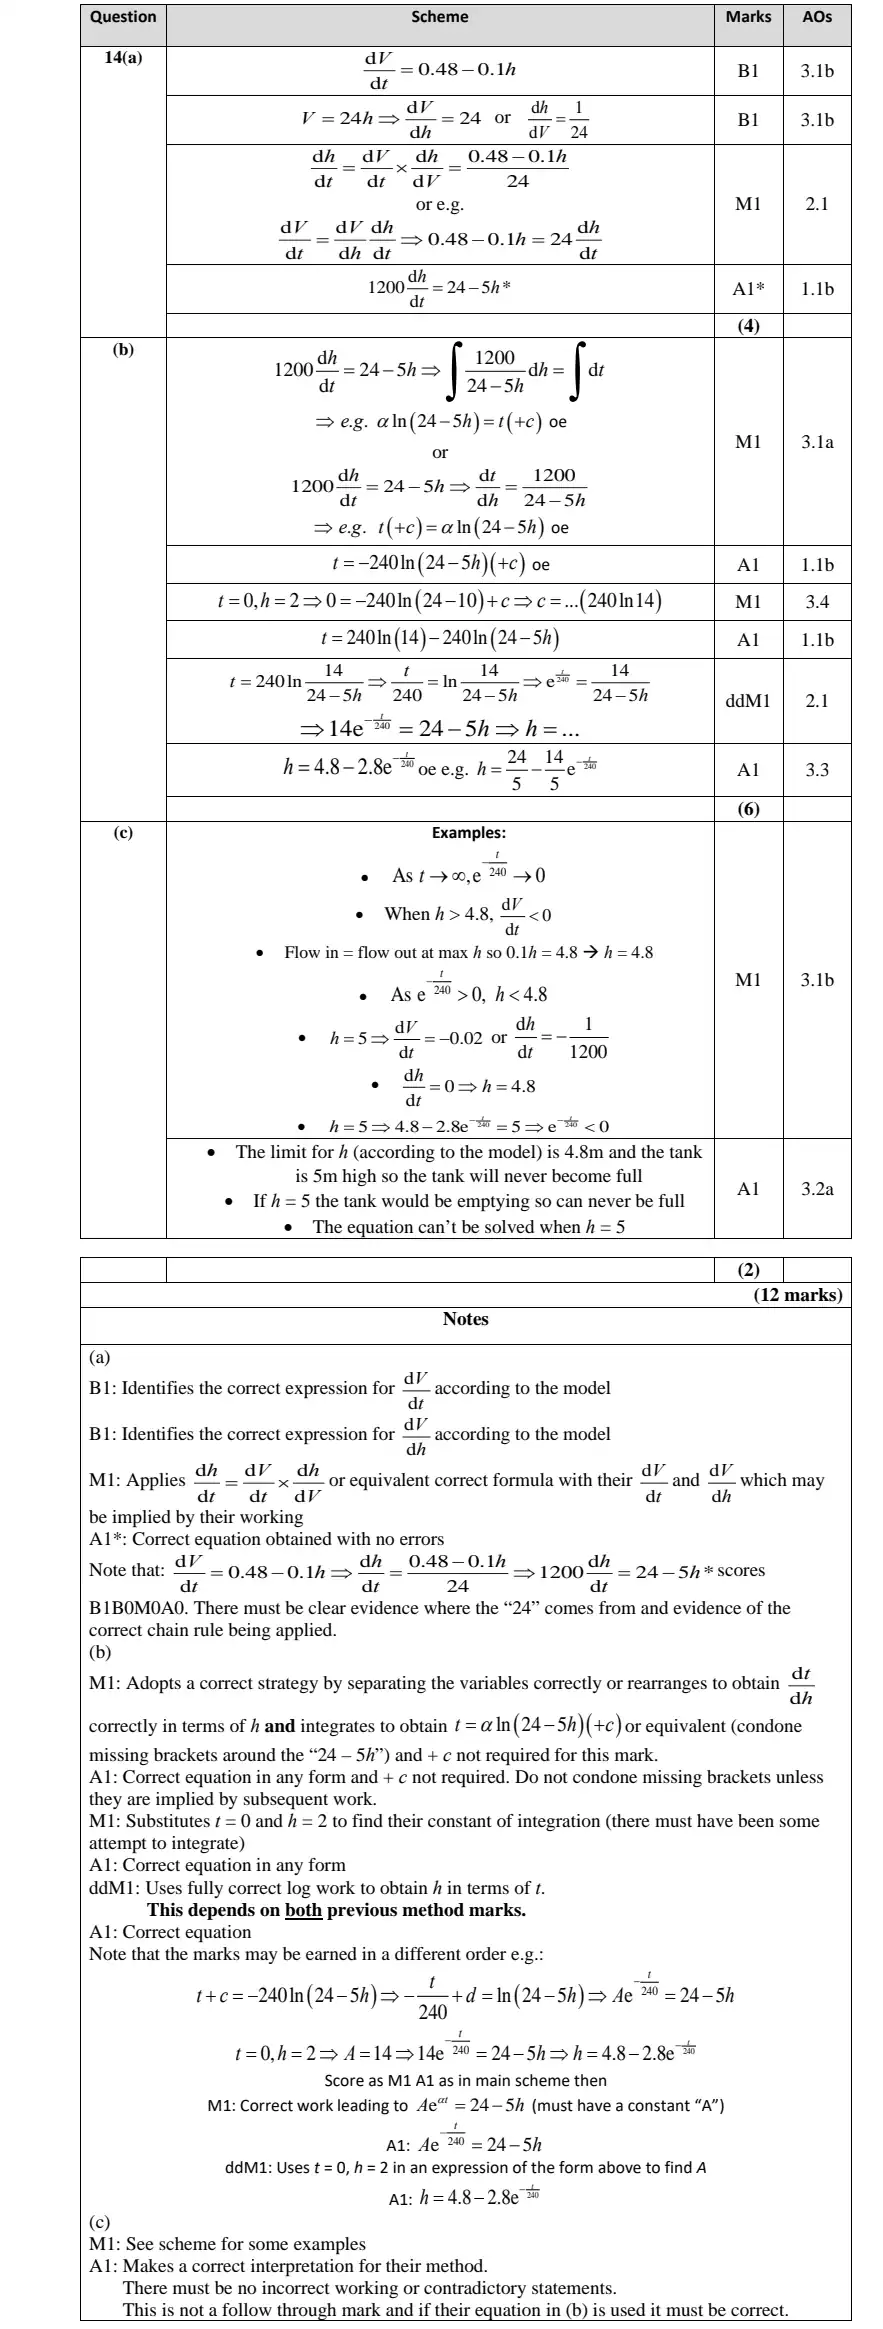 Question Scheme Marks AOs
14(a) dV/dt = 0.48 − 0.1h B1 3.1b
V = 24h ⇒ dV/dh = 24 or dh/dV = 1/24 B1 3.1b
dh/dt = dV/dt × dh/dV = (0.48 − 0.1h)/24
or e.g. M1 2.1
dV/dt = dV/dh dh/dt ⇒ 0.48 − 0.1h = 24 dh/dt
1200 dh/dt = 24 − 5h * A1* 1.1b
(4)
(b) 1200 dh/dt = 24 − 5h ⇒ ∫ 1200/(24 − 5h) dh = ∫ dt
⇒ e.g. α ln(24 − 5h) = t(+c) oe
or M1 3.1a
1200 dh/dt = 24 − 5h ⇒ dt/dh = 1200/(24 − 5h)
⇒ e.g. t(+c) = α ln(24 − 5h) oe
t = −240 ln(24 − 5h)(+c) oe A1 1.1b
t = 0, h = 2 ⇒ 0 = −240 ln(24 − 10) + c ⇒ c = ...(240 ln 14) M1 3.4
t = 240 ln(14) − 240 ln(24 − 5h) A1 1.1b
t = 240 ln 14/(24 − 5h) ⇒ t/240 = ln 14/(24 − 5h) ⇒ e^(t/240) = 14/(24 − 5h) ddM1 2.1
⇒ 14e^(−t/240) = 24 − 5h ⇒ h = ...
h = 4.8 − 2.8e^(−t/240) oe e.g. h = 24/5 − 14/5 e^(−t/240) A1 3.3
(6)
(c) Examples:
• As t → ∞, e^(−t/240) → 0
• When h > 4.8, dV/dt < 0
• Flow in = flow out at max h so 0.1h = 4.8 → h = 4.8
• As e^(−t/240) > 0, h < 4.8 M1 3.1b
• h = 5 ⇒ dV/dt = −0.02 or dh/dt = −1/1200
• dh/dt = 0 ⇒ h = 4.8
• h = 5 ⇒ 4.8 − 2.8e^(−t/240) = 5 ⇒ e^(−t/240) < 0
• The limit for h (according to the model) is 4.8m and the tank
is 5m high so the tank will never become full
• If h = 5 the tank would be emptying so can never be full A1 3.2a
• The equation can't be solved when h = 5
(2)
(12 marks)
Notes
(a)
B1: Identifies the correct expression for dV/dt according to the model
B1: Identifies the correct expression for dV/dh according to the model
M1: Applies dh/dt = dV/dt × dh/dV or equivalent correct formula with their dV/dt and dV/dh which may
be implied by their working
A1*: Correct equation obtained with no errors
Note that: dV/dt = 0.48 − 0.1h ⇒ dh/dt = (0.48 − 0.1h)/24 ⇒ 1200 dh/dt = 24 − 5h * scores
B1B0M0A0. There must be clear evidence where the “24” comes from and evidence of the
correct chain rule being applied.
(b)
M1: Adopts a correct strategy by separating the variables correctly or rearranges to obtain dt/dh
correctly in terms of h and integrates to obtain t = α ln(24 − 5h)(+c) or equivalent (condone
missing brackets around the “24 – 5h”) and + c not required for this mark.
A1: Correct equation in any form and + c not required. Do not condone missing brackets unless
they are implied by subsequent work.
M1: Substitutes t = 0 and h = 2 to find their constant of integration (there must have been some
attempt to integrate)
A1: Correct equation in any form
ddM1: Uses fully correct log work to obtain h in terms of t.
This depends on both previous method marks.
A1: Correct equation
Note that the marks may be earned in a different order e.g.:
t + c = −240 ln(24 − 5h) ⇒ −t/240 + d = ln(24 − 5h) ⇒ Ae^(−t/240) = 24 − 5h
t = 0, h = 2 ⇒ A = 14 ⇒ 14e^(−t/240) = 24 − 5h ⇒ h = 4.8 − 2.8e^(−t/240)
Score as M1 A1 as in main scheme then
M1: Correct work leading to Ae^(αt) = 24 − 5h (must have a constant “A”)
A1: Ae^(−t/240) = 24 − 5h
ddM1: Uses t = 0, h = 2 in an expression of the form above to find A
A1: h = 4.8 − 2.8e^(−t/240)
(c)
M1: See scheme for some examples
A1: Makes a correct interpretation for their method.
There must be no incorrect working or contradictory statements.
This is not a follow through mark and if their equation in (b) is used it must be correct.